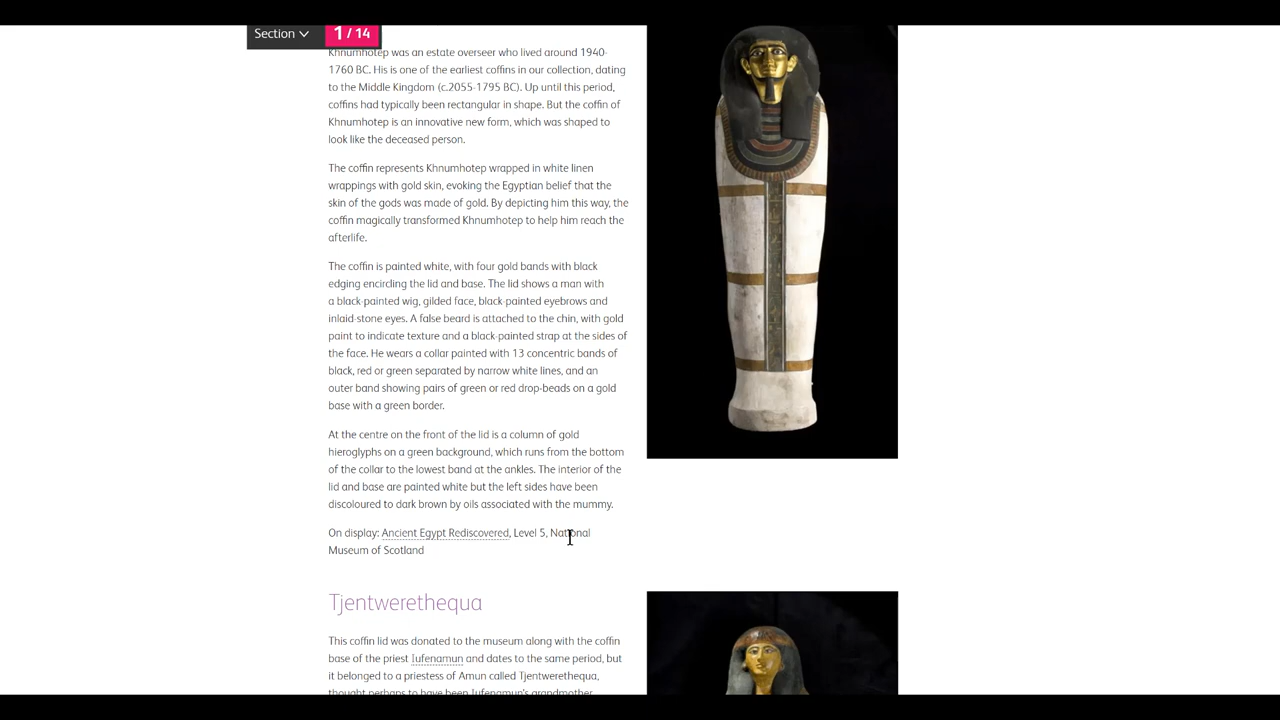 Section
1 / 14
Khnumhotep was an estate overseer who lived around 1940-
1760 BC. His is one of the earliest coffins in our collection, dating
to the Middle Kingdom (c.2055-1795 BC). Up until this period,
coffins had typically been rectangular in shape. But the coffin of
Khnumhotep is an innovative new form, which was shaped to
look like the deceased person.
The coffin represents Khnumhotep wrapped in white linen
wrappings with gold skin, evoking the Egyptian belief that the
skin of the gods was made of gold. By depicting him this way, the
coffin magically transformed Khnumhotep to help him reach the
afterlife.
The coffin is painted white, with four gold bands with black
edging encircling the lid and base. The lid shows a man with
a black-painted wig, gilded face, black-painted eyebrows and
inlaid-stone eyes. A false beard is attached to the chin, with gold
paint to indicate texture and a black-painted strap at the sides of
the face. He wears a collar painted with 13 concentric bands of
black, red or green separated by narrow white lines, and an
outer band showing pairs of green or red drop-beads on a gold
base with a green border.
At the centre on the front of the lid is a column of gold
hieroglyphs on a green background, which runs from the bottom
of the collar to the lowest band at the ankles. The interior of the
lid and base are painted white but the left sides have been
discoloured to dark brown by oils associated with the mummy.
On display: Ancient Egypt Rediscovered, Level 5, National
Museum of Scotland
Tjentwerethequa
This coffin lid was donated to the museum along with the coffin
base of the priest Iufenamun and dates to the same period, but
it belonged to a priestess of Amun called Tjentwerethequa,
thought perhaps to have been Iufenamun's grandmother.